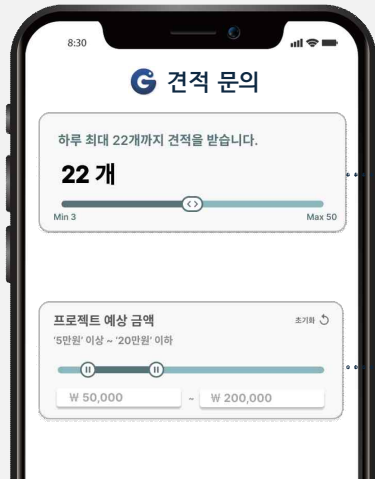 8:30
견적 문의
하루 최대 22개까지 견적을 받습니다.
22 개
Min 3 Max 50
프로젝트 예상 금액 초기화
'5만원' 이상 ~ '20만원' 이하
₩ 50,000 ~ ₩ 200,000